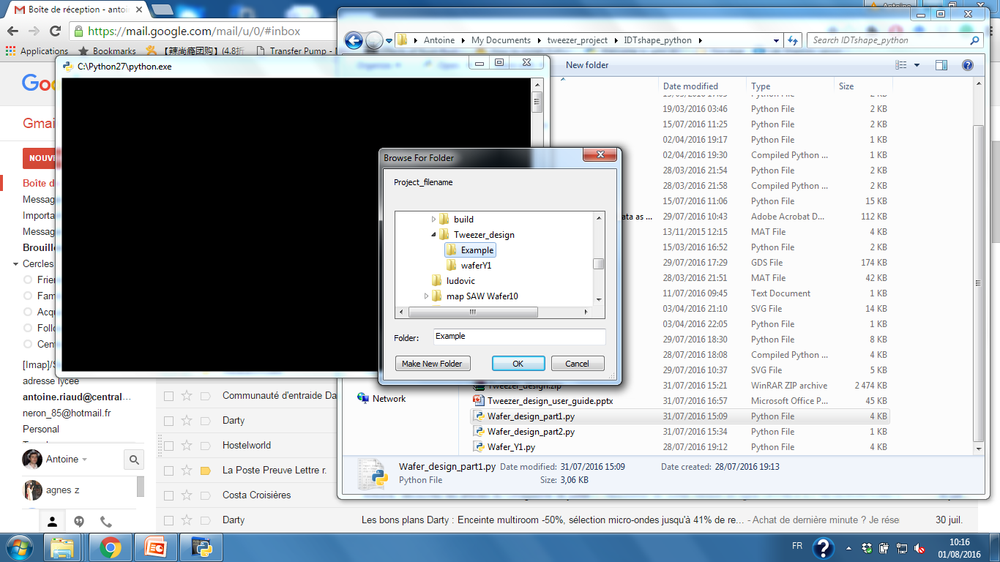 Boîte de réception - antoi
https://mail.google.com/mail/u/0/#inbox
Applications
Bookmarks
【辣尚瘾团购】(4.8折
Transfer Pump - M
C:\Python27\python.exe
Antoine
My Documents
tweezer_project
IDTshape_python
Search IDTshape_python
New folder
Date modified
Type
Size
19/03/2016 03:46 Python File 2 KB
15/07/2016 11:25 Python File 2 KB
02/04/2016 19:17 Python File 1 KB
02/04/2016 19:30 Compiled Python ... 1 KB
28/03/2016 21:54 Python File 2 KB
28/03/2016 21:58 Compiled Python ... 2 KB
15/07/2016 11:06 Python File 15 KB
ata as ... 29/07/2016 10:43 Adobe Acrobat D... 112 KB
13/11/2015 12:15 MAT File 4 KB
15/03/2016 16:52 Python File 2 KB
29/07/2016 17:29 GDS File 174 KB
28/03/2016 21:51 MAT File 42 KB
11/07/2016 09:45 Text Document 2 KB
03/04/2016 21:10 SVG File 14 KB
03/04/2016 22:05 Python File 1 KB
29/07/2016 18:30 Python File 8 KB
28/07/2016 18:08 Compiled Python ... 4 KB
29/07/2016 10:37 SVG File 5 KB
Tweezer_design.zip 31/07/2016 15:21 WinRAR ZIP archive 2 474 KB
Tweezer_design_user_guide.pptx 31/07/2016 16:57 Microsoft Office P... 45 KB
Wafer_design_part1.py 31/07/2016 15:09 Python File 4 KB
Wafer_design_part2.py 31/07/2016 15:34 Python File 1 KB
Wafer_Y1.py 28/07/2016 19:12 Python File 4 KB
Network
Wafer_design_part1.py Date modified: 31/07/2016 15:09 Date created: 28/07/2016 19:13
Python File Size: 3,06 KB
Browse For Folder
Project_filename
build
Tweezer_design
Example
waferY1
ludovic
map SAW Wafer10
Folder: Example
Make New Folder
OK
Cancel
Goo
Gmai
NOUV
Boîte d
Messag
Importa
Messag
Brouille
Cercles
Frie
Fam
Acqu
Follo
Cent
[Imap]/S
adresse lycée
antoine.riaud@central...
neron_85@hotmail.fr
Personal
Antoine
agnes z
Communauté d'entraide Da
Darty
Hostelworld
La Poste Preuve Lettre r.
Costa Croisières
Darty
Les bons plans Darty : Enceinte multiroom -50%, sélection micro-ondes jusqu'à 41% de re... - Achat de dernière minute ? Je rése
30 juil.
FR
10:16
01/08/2016